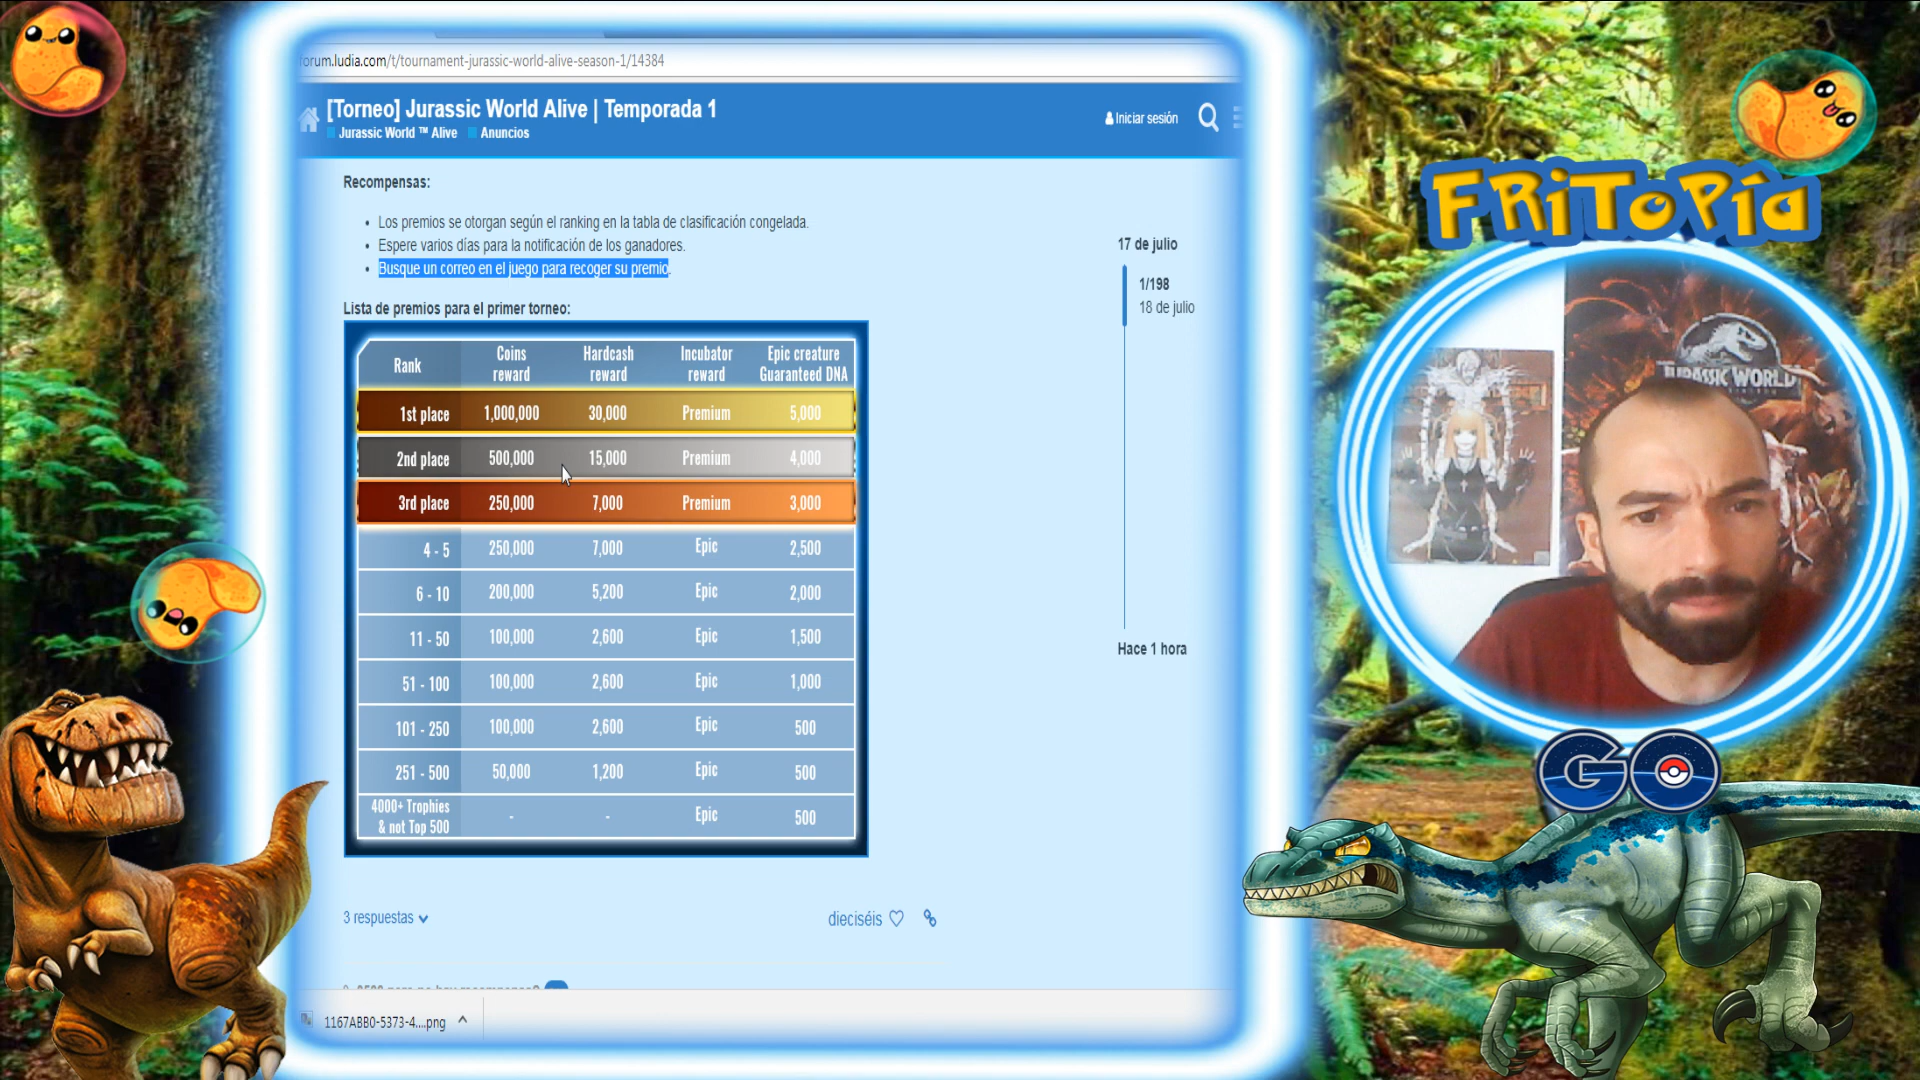 forum.ludia.com/t/tournament-jurassic-world-alive-season-1/14384
[Torneo] Jurassic World Alive | Temporada 1
Jurassic World ™ Alive Anuncios
Iniciar sesión
Recompensas:
Los premios se otorgan según el ranking en la tabla de clasificación congelada.
Espere varios días para la notificación de los ganadores.
Busque un correo en el juego para recoger su premio.
Lista de premios para el primer torneo:
Rank Coins reward Hardcash reward Incubator reward Epic creature Guaranteed DNA
1st place 1,000,000 30,000 Premium 5,000
2nd place 500,000 15,000 Premium 4,000
3rd place 250,000 7,000 Premium 3,000
4 - 5 250,000 7,000 Epic 2,500
6 - 10 200,000 5,200 Epic 2,000
11 - 50 100,000 2,600 Epic 1,500
51 - 100 100,000 2,600 Epic 1,000
101 - 250 100,000 2,600 Epic 500
251 - 500 50,000 1,200 Epic 500
4000+ Trophies & not Top 500 - - Epic 500
3 respuestas
dieciséis
17 de julio
1/198
18 de julio
Hace 1 hora
1167ABB0-5373-4....png
FRiToPía
JURASSIC WORLD
GO